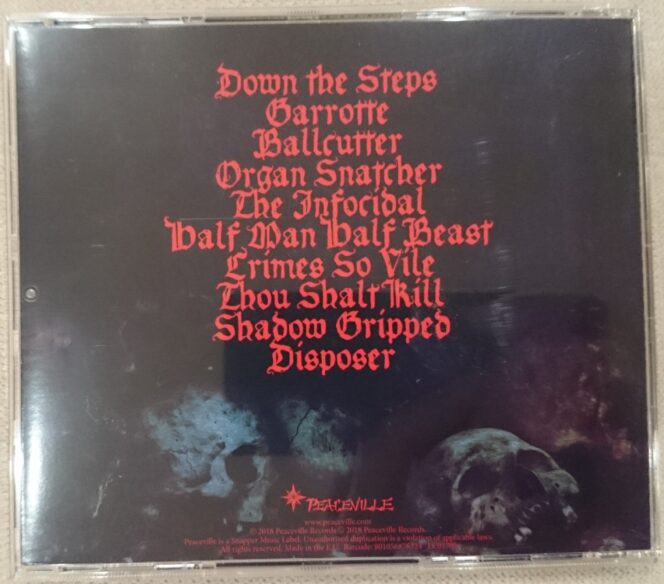 Down the Steps
Garrotte
Ballcutter
Organ Snatcher
The Infocidal
Half Man Half Beast
Crimes So Vile
Thou Shalt Kill
Shadow Gripped
Disposer
PEACEVILLE
www.peaceville.com
© 2018 Peaceville Records. 2018 Peaceville Records.
Peaceville is a Snapper Music Label. Unauthorised duplication is a violation of applicable laws.
All rights reserved. Made in the E.U. Barcode: